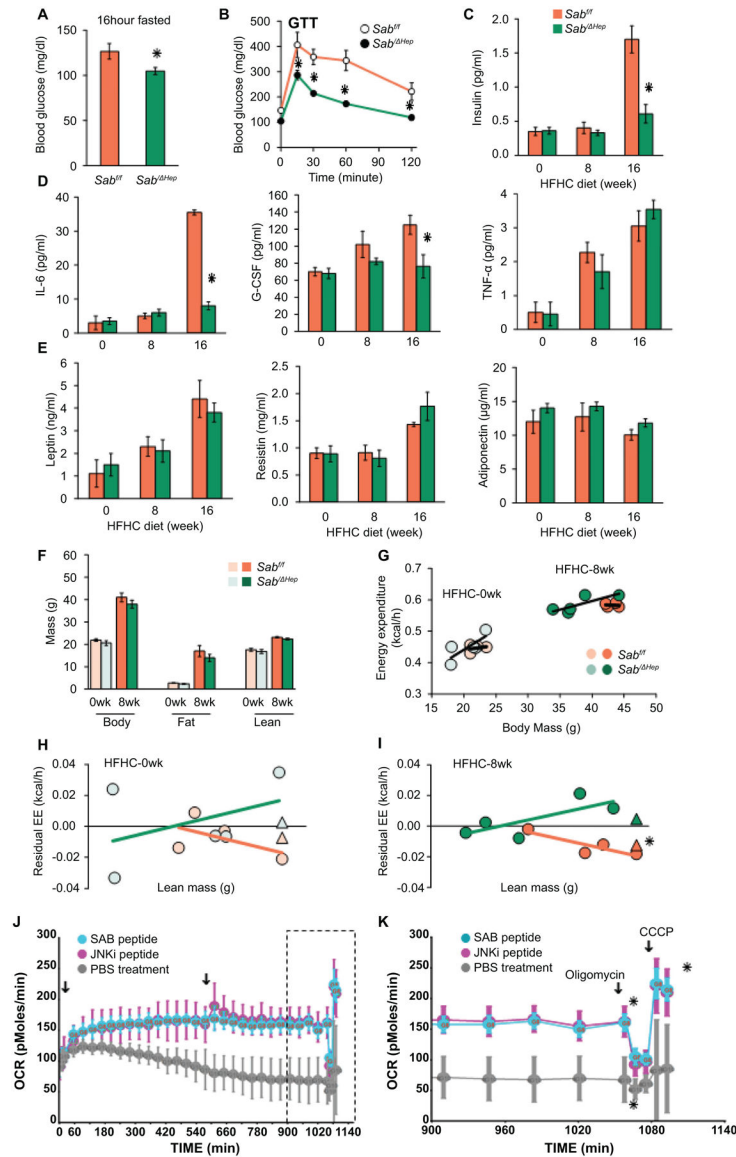 A
16hour fasted
Blood glucose (mg/dl)
150
100
50
0
Sab^f/f Sab^/ΔHep
B
GTT
Sab^f/f
Sab^/ΔHep
Blood glucose (mg/dl)
500
400
300
200
100
0
0 30 60 90 120
Time (minute)
C
Sab^f/f
Sab^/ΔHep
Insulin (pg/ml)
2.0
1.5
1.0
0.5
0.0
0 8 16
HFHC diet (week)
D
IL-6 (pg/ml)
40
30
20
10
0
0 8 16
G-CSF (pg/ml)
160
140
120
100
80
60
40
20
0
0 8 16
TNF-α (pg/ml)
4
3
2
1
0
0 8 16
E
Leptin (ng/ml)
6
5
4
3
2
1
0
0 8 16
HFHC diet (week)
Resistin (mg/ml)
2.5
2.0
1.5
1.0
0.5
0.0
0 8 16
HFHC diet (week)
Adiponectin (µg/ml)
20
15
10
5
0
0 8 16
HFHC diet (week)
F
Sab^f/f
Sab^/ΔHep
Mass (g)
60
50
40
30
20
10
0
0wk 8wk 0wk 8wk 0wk 8wk
Body Fat Lean
G
HFHC-0wk
HFHC-8wk
Energy expenditure
(kcal/h)
0.7
0.6
0.5
0.4
0.3
Sab^f/f
Sab^/ΔHep
15 20 25 30 35 40 45 50
Body Mass (g)
H
HFHC-0wk
Residual EE (kcal/h)
0.04
0.02
0.00
-0.02
-0.04
Lean mass (g)
I
HFHC-8wk
Residual EE (kcal/h)
0.04
0.02
0.00
-0.02
-0.04
Lean mass (g)
J
SAB peptide
JNKi peptide
PBS treatment
OCR (pMoles/min)
300
250
200
150
100
50
0
0 60 180 300 420 540 660 780 900 1020 1140
TIME (min)
K
SAB peptide
JNKi peptide
PBS treatment
CCCP
Oligomycin
OCR (pMoles/min)
300
250
200
150
100
50
0
900 960 1020 1080 1140
TIME (min)